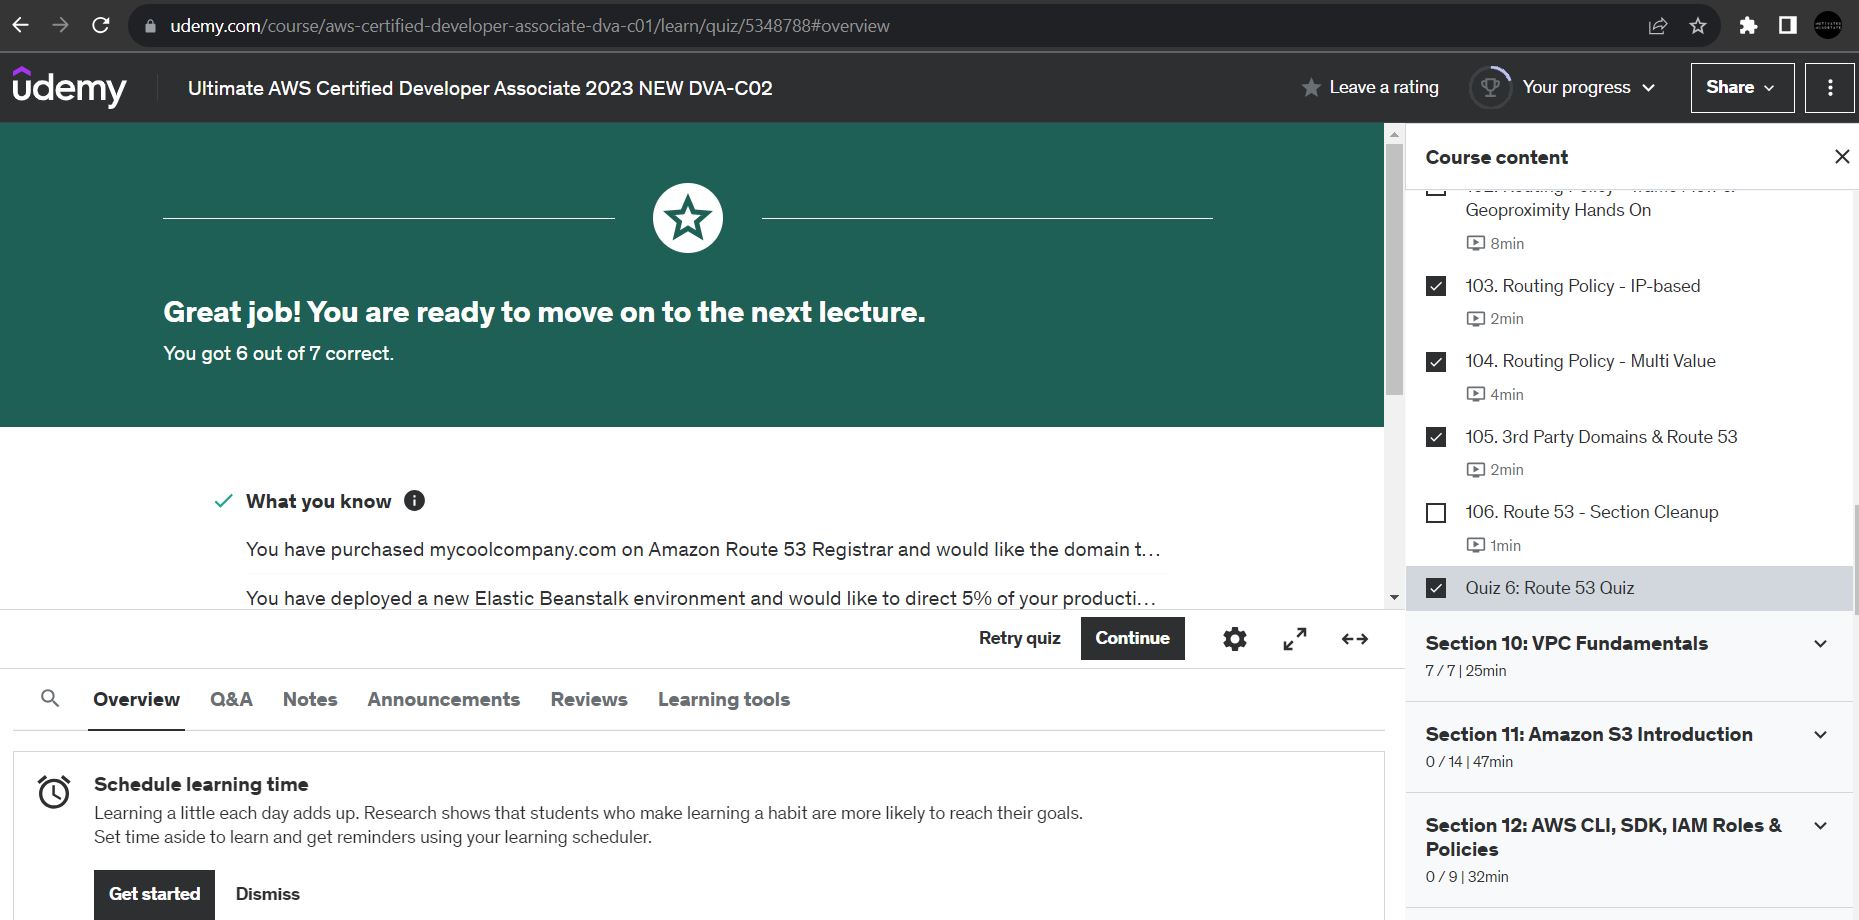 udemy.com/course/aws-certified-developer-associate-dva-c01/learn/quiz/5348788#overview
udemy
Ultimate AWS Certified Developer Associate 2023 NEW DVA-C02
Leave a rating
Your progress
Share
Great job! You are ready to move on to the next lecture.
You got 6 out of 7 correct.
What you know
You have purchased mycoolcompany.com on Amazon Route 53 Registrar and would like the domain t…
You have deployed a new Elastic Beanstalk environment and would like to direct 5% of your producti…
Retry quiz
Continue
Overview
Q&A
Notes
Announcements
Reviews
Learning tools
Schedule learning time
Learning a little each day adds up. Research shows that students who make learning a habit are more likely to reach their goals.
Set time aside to learn and get reminders using your learning scheduler.
Get started
Dismiss
Course content
Geoproximity Hands On
8min
103. Routing Policy - IP-based
2min
104. Routing Policy - Multi Value
4min
105. 3rd Party Domains & Route 53
2min
106. Route 53 - Section Cleanup
1min
Quiz 6: Route 53 Quiz
Section 10: VPC Fundamentals
7 / 7 | 25min
Section 11: Amazon S3 Introduction
0 / 14 | 47min
Section 12: AWS CLI, SDK, IAM Roles &
Policies
0 / 9 | 32min